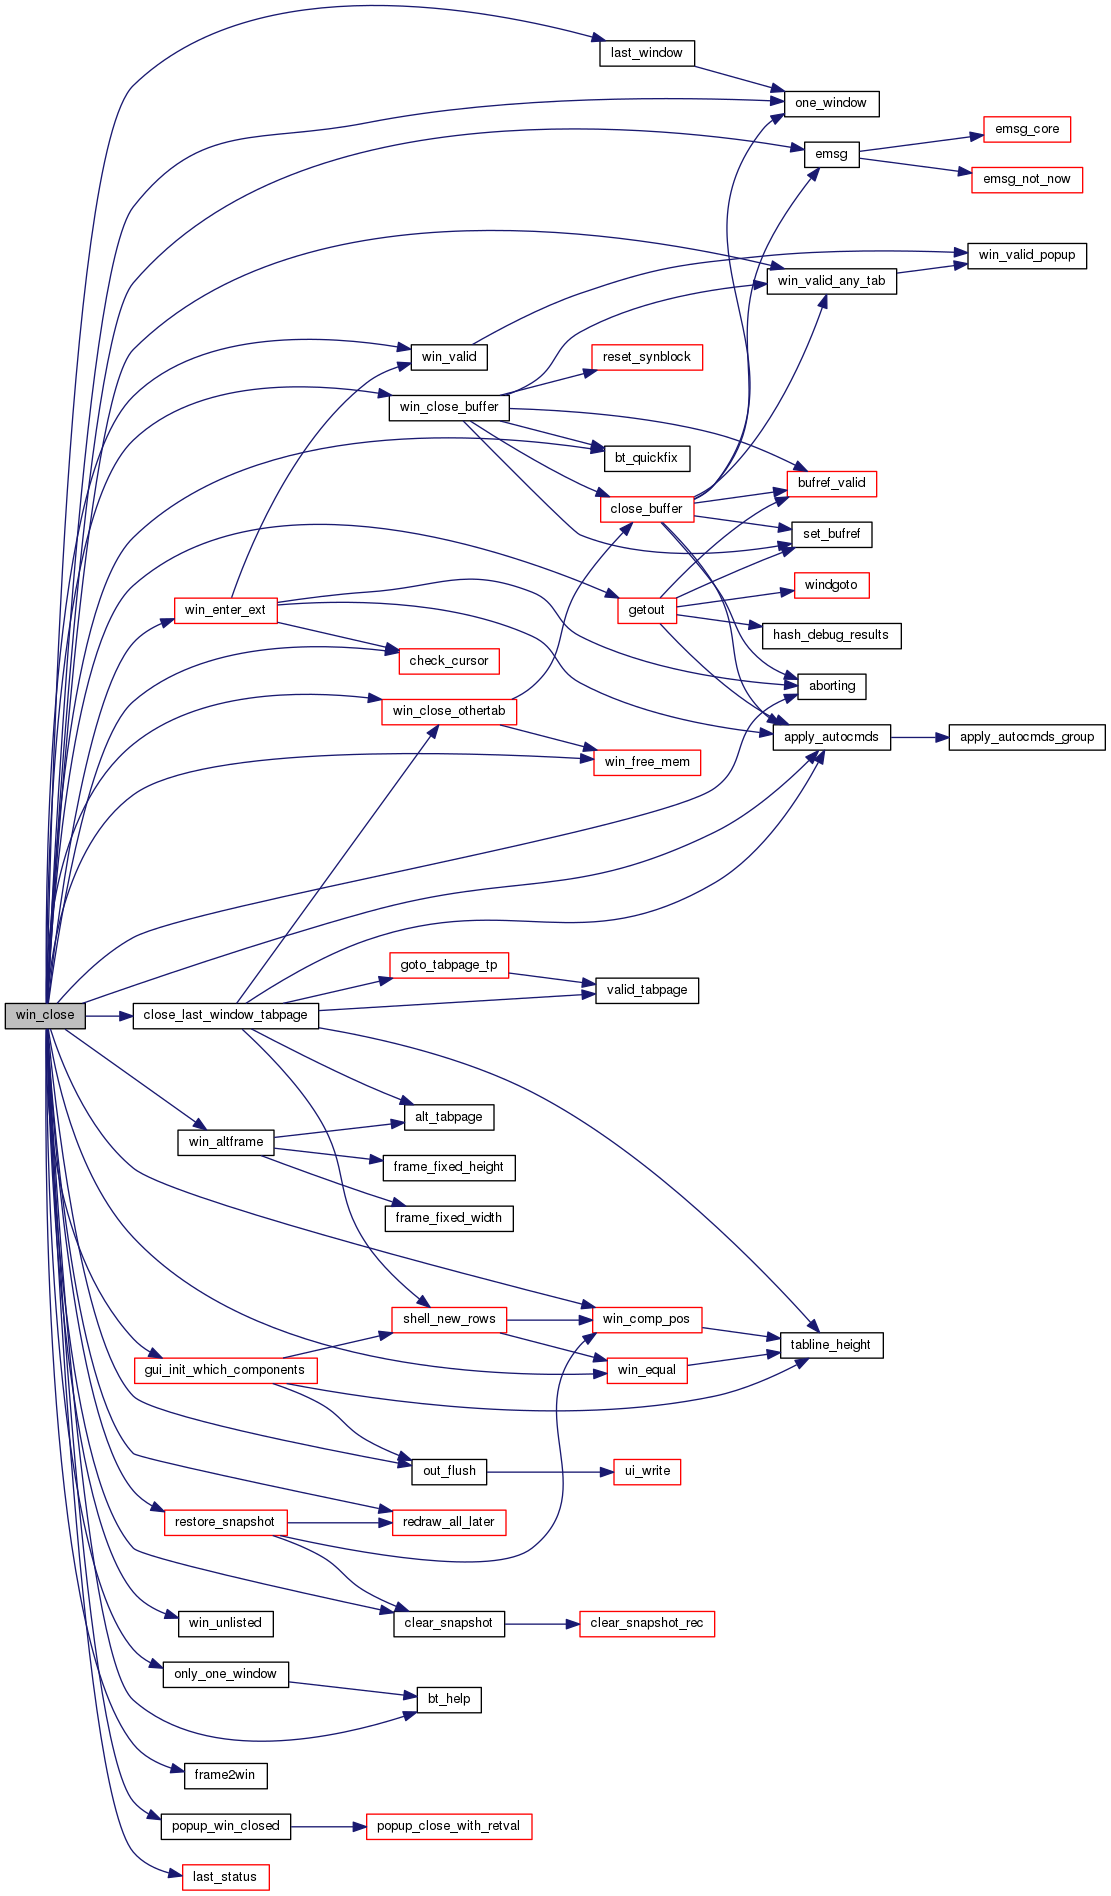 last_window
one_window
emsg_core
emsg
emsg_not_now
win_valid_popup
win_valid_any_tab
win_valid
reset_synblock
win_close_buffer
bt_quickfix
bufref_valid
close_buffer
set_bufref
windgoto
win_enter_ext
getout
hash_debug_results
check_cursor
aborting
win_close_othertab
apply_autocmds
apply_autocmds_group
win_free_mem
goto_tabpage_tp
valid_tabpage
win_close
close_last_window_tabpage
alt_tabpage
win_altframe
frame_fixed_height
frame_fixed_width
shell_new_rows
win_comp_pos
tabline_height
gui_init_which_components
win_equal
out_flush
ui_write
restore_snapshot
redraw_all_later
win_unlisted
clear_snapshot
clear_snapshot_rec
only_one_window
bt_help
frame2win
popup_win_closed
popup_close_with_retval
last_status